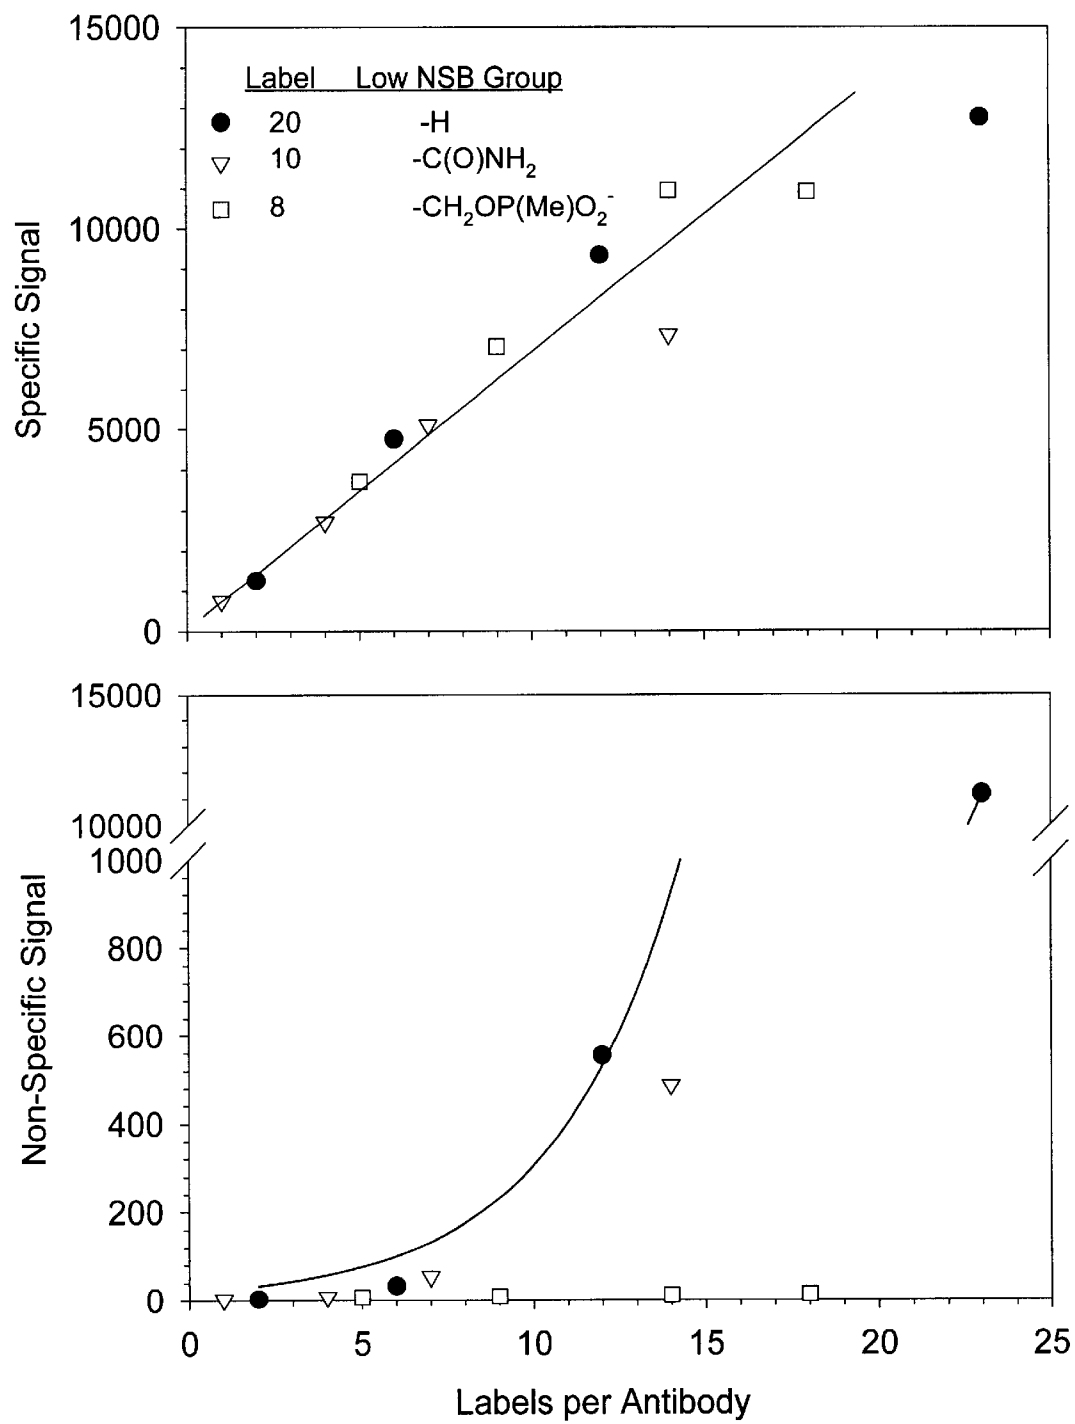 15000
Label Low NSB Group
20 -H
10 -C(O)NH2
8 -CH2OP(Me)O2-
10000
5000
0
Specific Signal
15000
10000
1000
800
600
400
200
0
Non-Specific Signal
0 5 10 15 20 25
Labels per Antibody